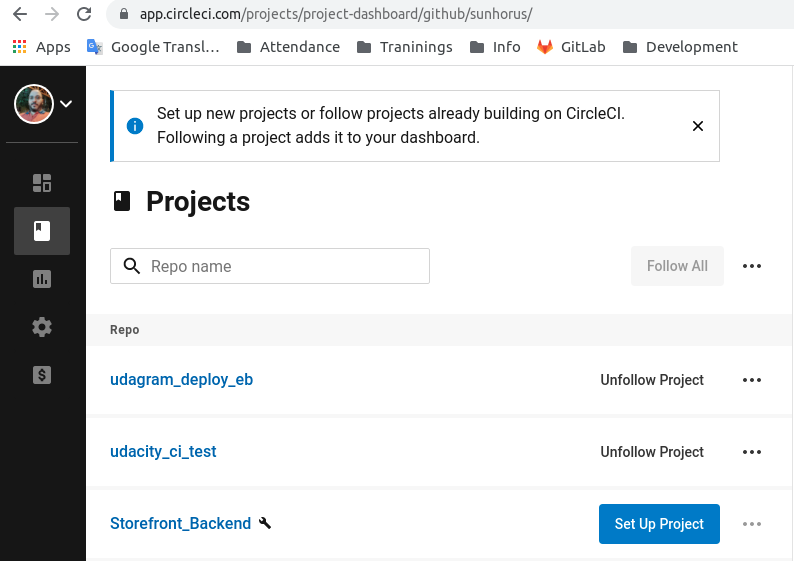 app.circleci.com/projects/project-dashboard/github/sunhorus/
Apps Google Transl... Attendance Traninings Info GitLab Development
Set up new projects or follow projects already building on CircleCI.
Following a project adds it to your dashboard.
Projects
Repo name Follow All
Repo
udagram_deploy_eb Unfollow Project
udacity_ci_test Unfollow Project
Storefront_Backend Set Up Project